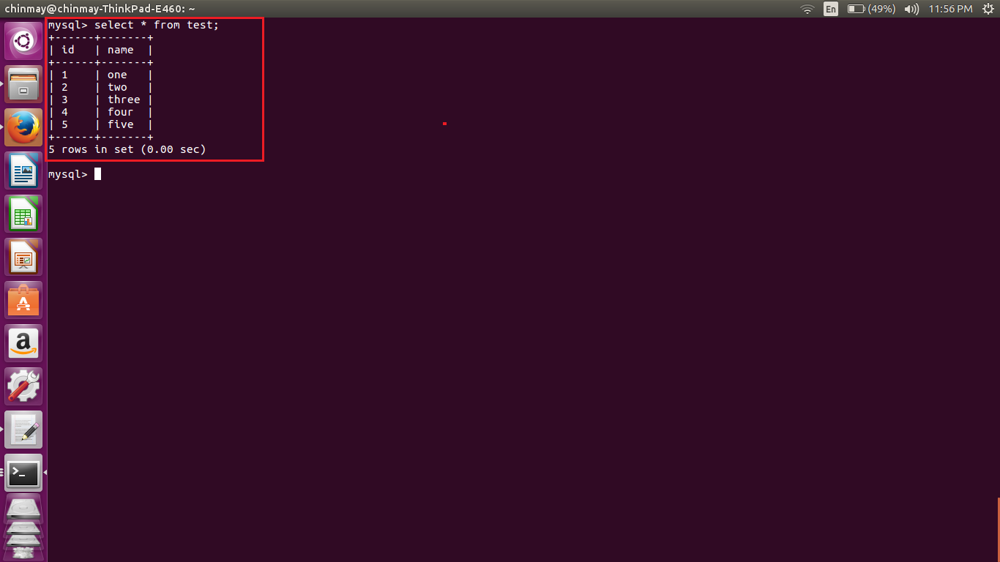 chinmay@chinmay-ThinkPad-E460: ~
En (49%) 11:56 PM
mysql> select * from test;
+------+-------+
| id   | name  |
+------+-------+
| 1    | one   |
| 2    | two   |
| 3    | three |
| 4    | four  |
| 5    | five  |
+------+-------+
5 rows in set (0.00 sec)
mysql>